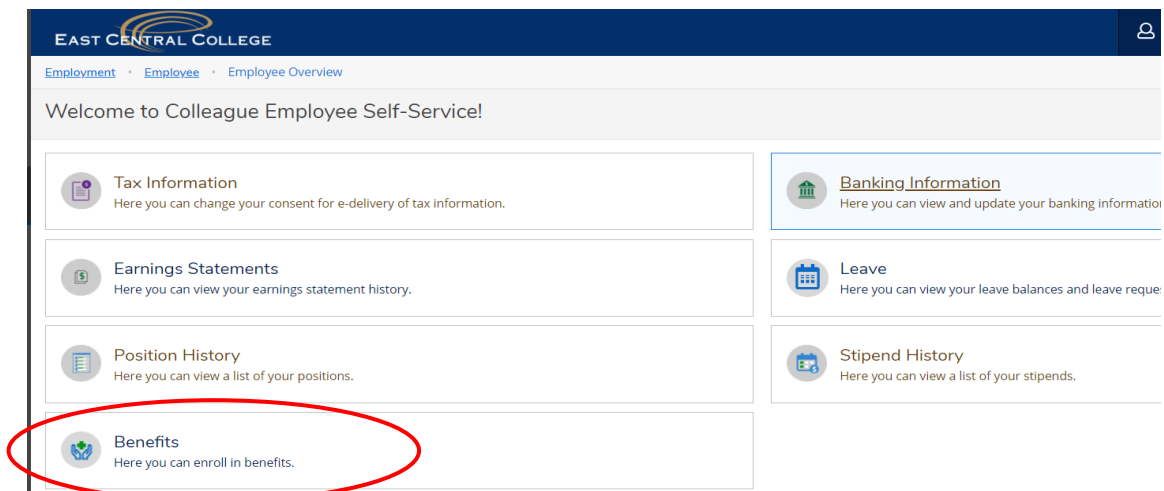 EAST CENTRAL COLLEGE
Employment • Employee • Employee Overview
Welcome to Colleague Employee Self-Service!
Tax Information
Here you can change your consent for e-delivery of tax information.
Banking Information
Here you can view and update your banking information
Earnings Statements
Here you can view your earnings statement history.
Leave
Here you can view your leave balances and leave
Position History
Here you can view a list of your positions.
Stipend History
Here you can view a list of your stipends.
Benefits
Here you can enroll in benefits.